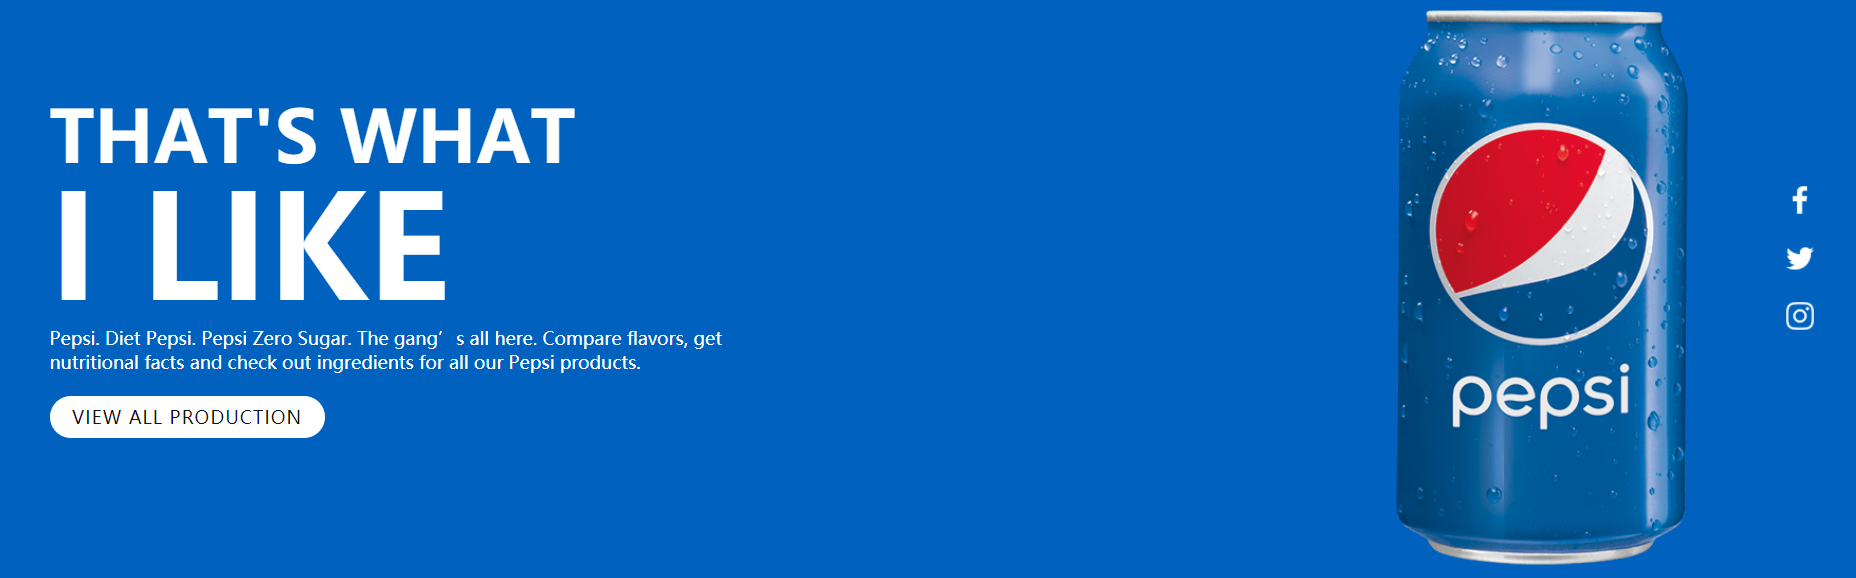 THAT'S WHAT
I LIKE
Pepsi. Diet Pepsi. Pepsi Zero Sugar. The gang’s all here. Compare flavors, get
nutritional facts and check out ingredients for all our Pepsi products.
VIEW ALL PRODUCTION
pepsi